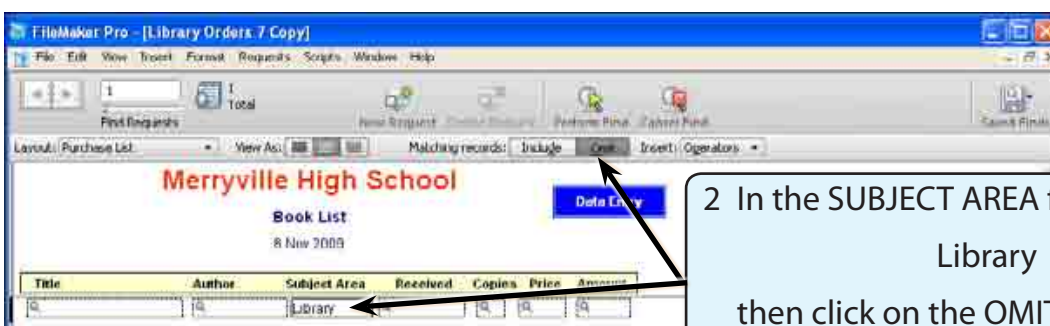 FileMaker Pro - [Library Orders 7 Copy]
File Edit View Insert Format Requests Scripts Window Help
1
1
Total
Find Requests
New Request
Perform Find
Cancel Find
Saved Finds
Layout: Purchase List
View As:
Matching records: Include Omit
Insert: Operators
Merryville High School
Data Entry
Book List
8 Nov 2009
Title Author Subject Area Received Copies Price Amount
Library
2 In the SUBJECT AREA
Library
then click on the OMIT